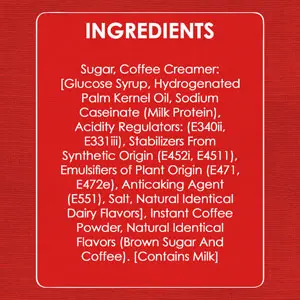 INGREDIENTS
Sugar, Coffee Creamer:
[Glucose Syrup, Hydrogenated
Palm Kernel Oil, Sodium
Caseinate (Milk Protein),
Acidity Regulators: (E340ii,
E331iii), Stabilizers From
Synthetic Origin (E452i, E4511),
Emulsifiers of Plant Origin (E471,
E472e), Anticaking Agent
(E551), Salt, Natural Identical
Dairy Flavors], Instant Coffee
Powder, Natural Identical
Flavors (Brown Sugar And
Coffee). [Contains Milk]